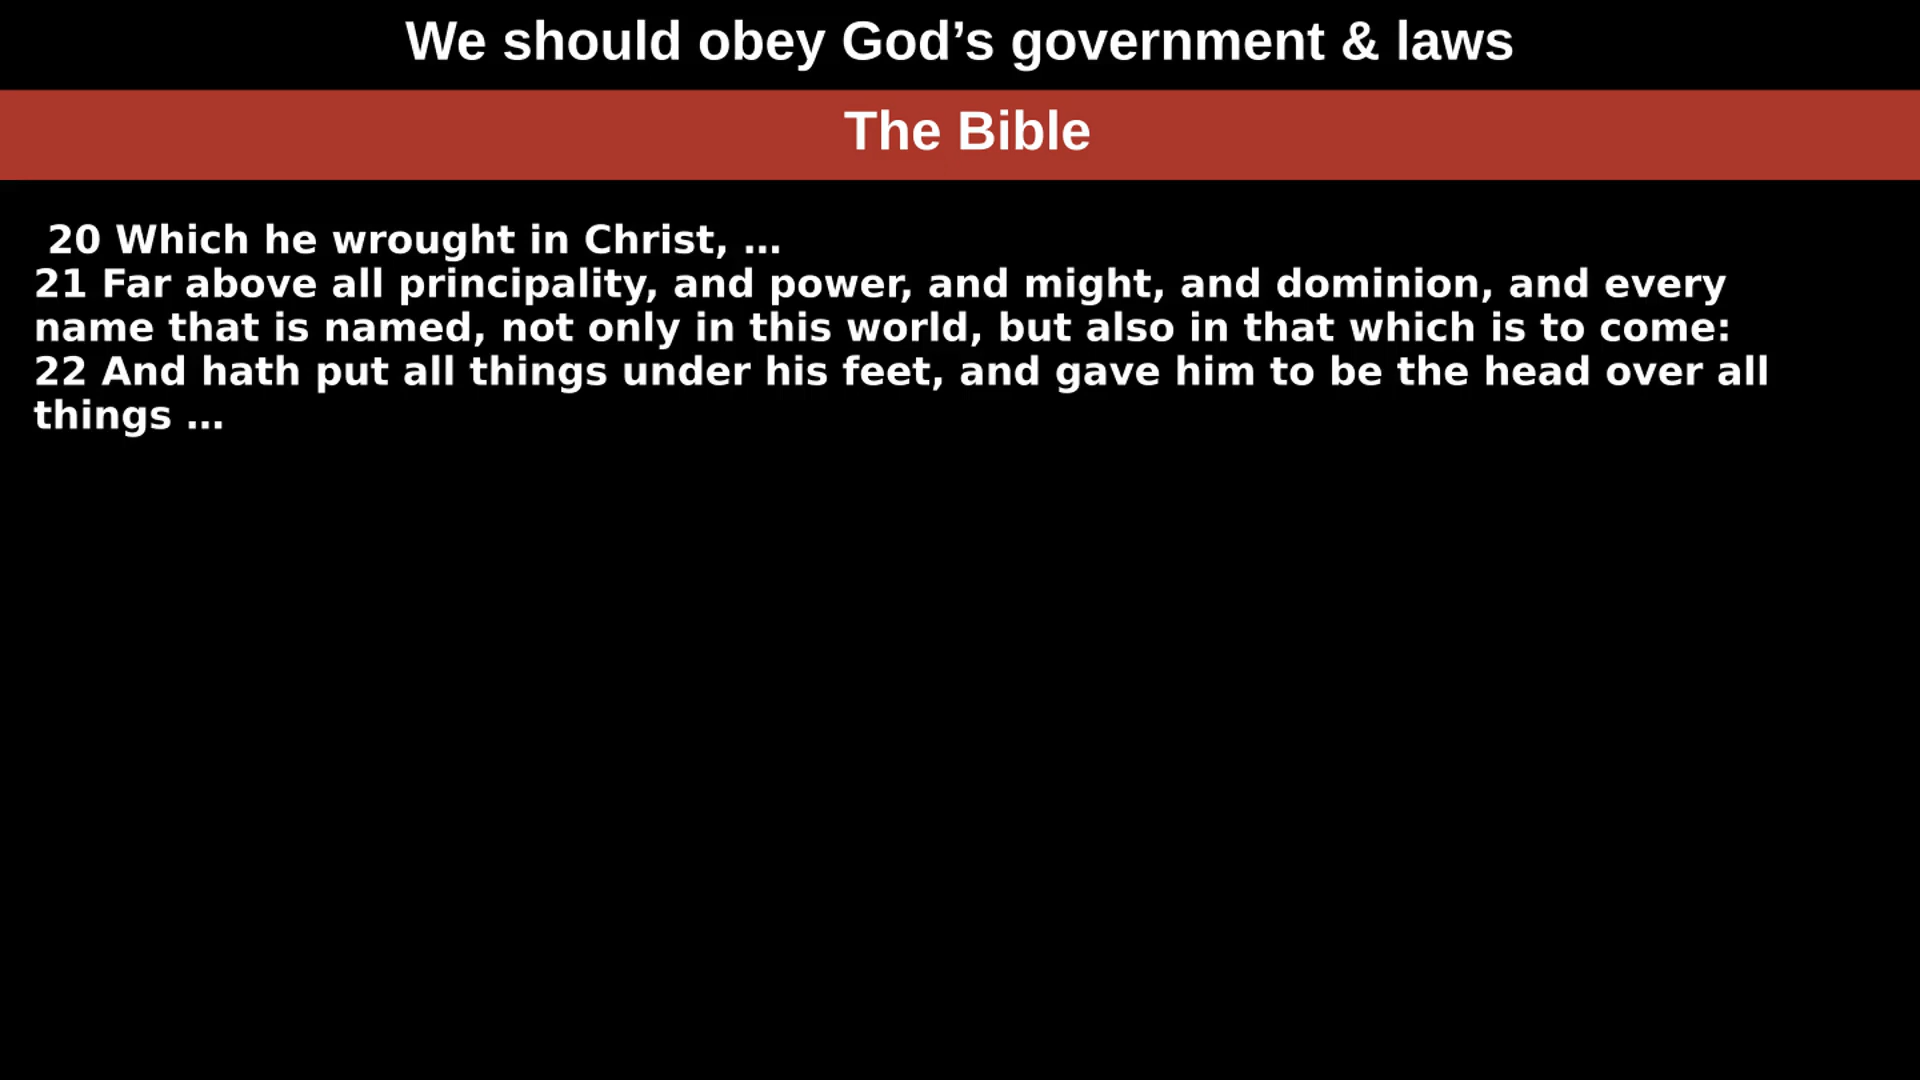 We should obey God’s government & laws
The Bible
20 Which he wrought in Christ, …
21 Far above all principality, and power, and might, and dominion, and every
name that is named, not only in this world, but also in that which is to come:
22 And hath put all things under his feet, and gave him to be the head over all
things …